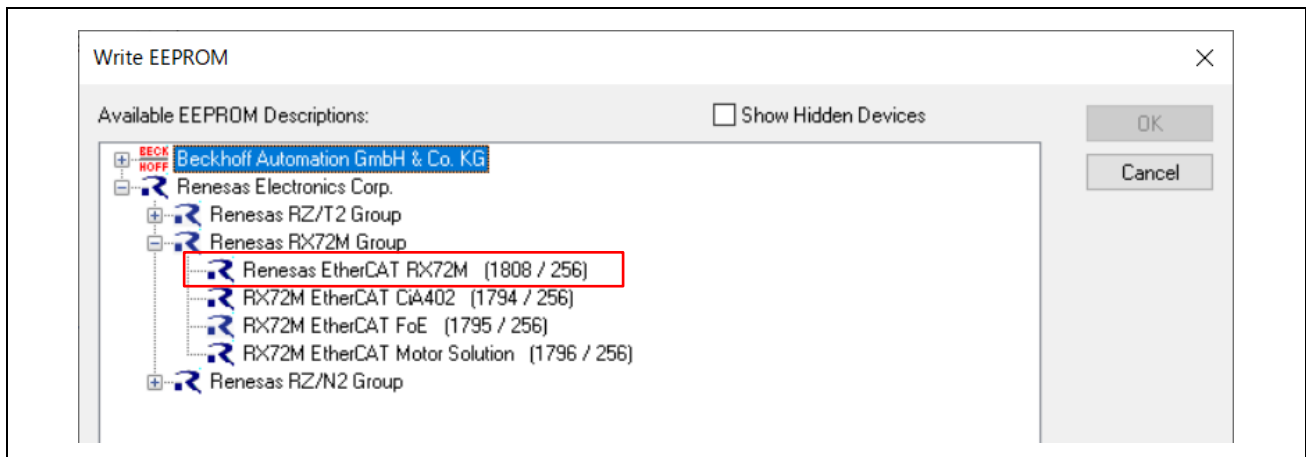 Write EEPROM
Available EEPROM Descriptions:
Show Hidden Devices
OK
Cancel
BECK
HOFF
Beckhoff Automation GmbH & Co. KG
Renesas Electronics Corp.
Renesas RZ/T2 Group
Renesas RX72M Group
Renesas EtherCAT RX72M (1808 / 256)
RX72M EtherCAT CiA402 (1794 / 256)
RX72M EtherCAT FoE (1795 / 256)
RX72M EtherCAT Motor Solution (1796 / 256)
Renesas RZ/N2 Group